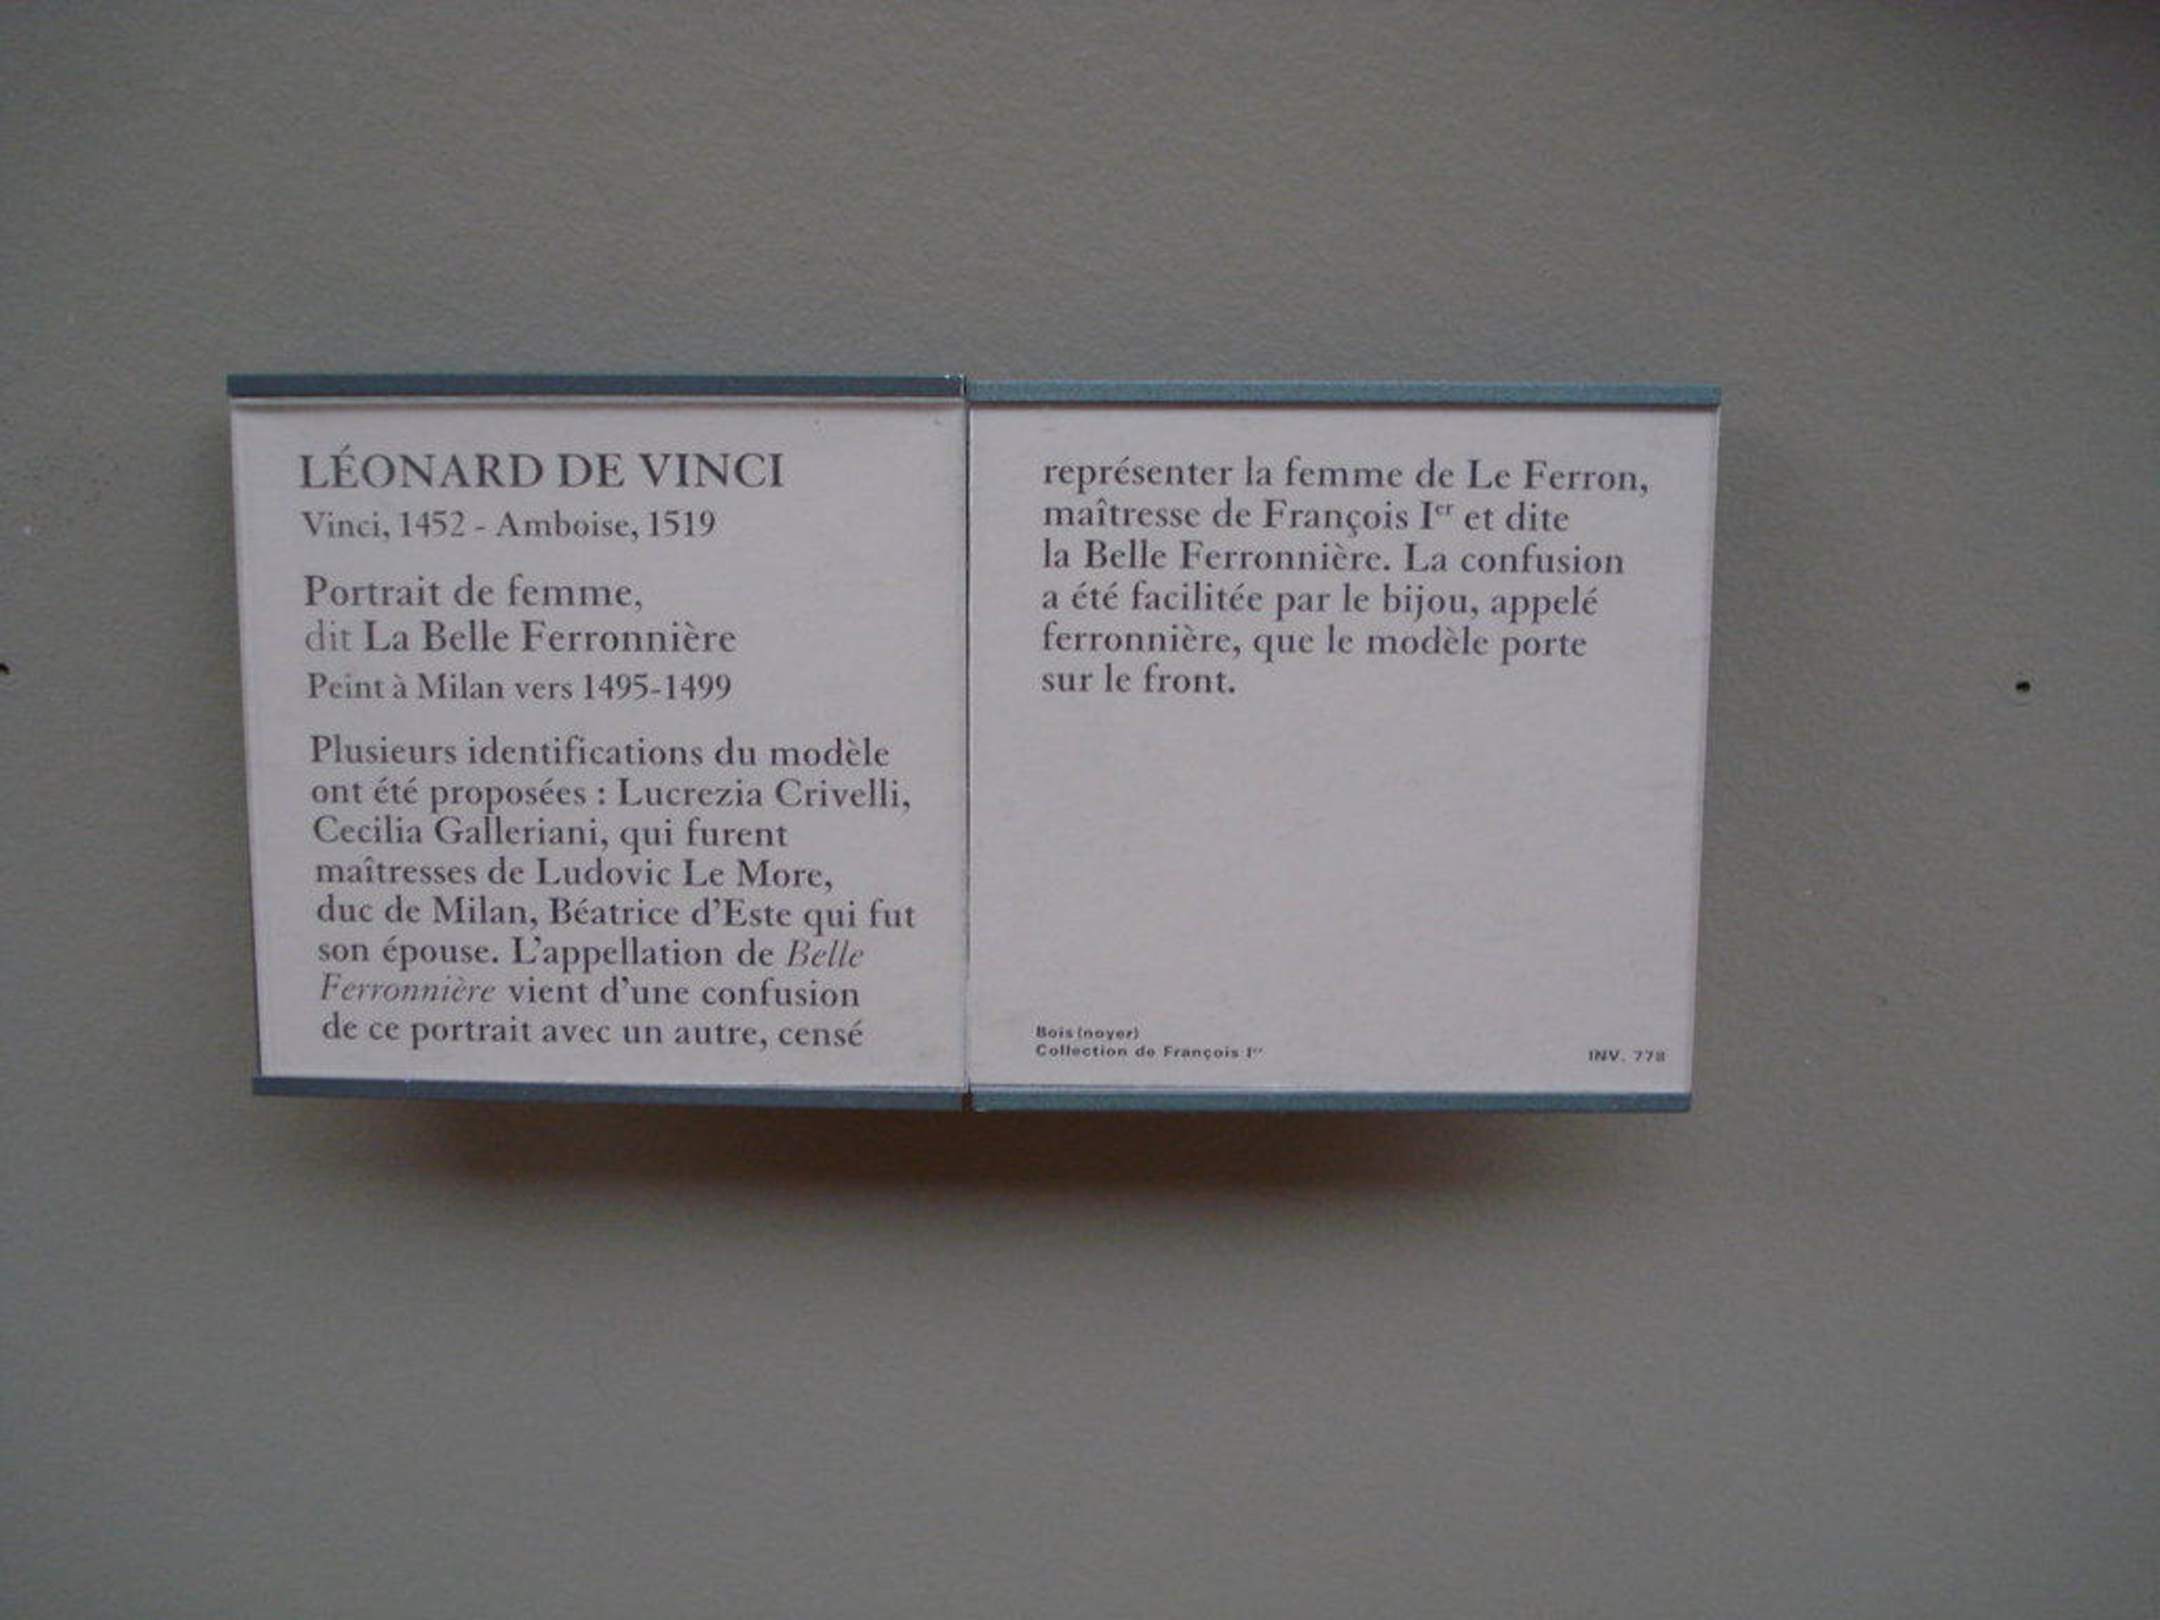 LÉONARD DE VINCI
Vinci, 1452 - Amboise, 1519
Portrait de femme,
dit La Belle Ferronnière
Peint à Milan vers 1495-1499
Plusieurs identifications du modèle
ont été proposées : Lucrezia Crivelli,
Cecilia Galleriani, qui furent
maîtresses de Ludovic Le More,
duc de Milan, Béatrice d'Este qui fut
son épouse. L'appellation de Belle
Ferronnière vient d'une confusion
de ce portrait avec un autre, censé
représenter la femme de Le Ferron,
maîtresse de François Ier et dite
la Belle Ferronnière. La confusion
a été facilitée par le bijou, appelé
ferronnière, que le modèle porte
sur le front.
Bois (noyer)
Collection de François Ier
INV. 778